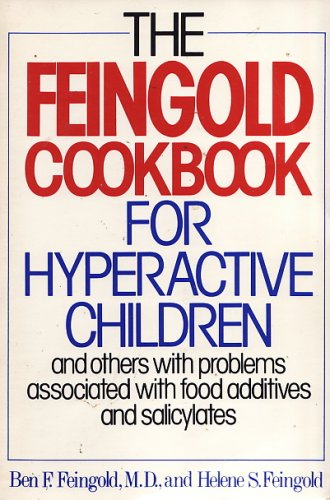 THE
FEINGOLD
COOKBOOK
FOR
HYPERACTIVE
CHILDREN
and others with problems
associated with food additives
and salicylates
Ben F. Feingold, M.D., and Helene S. Feingold